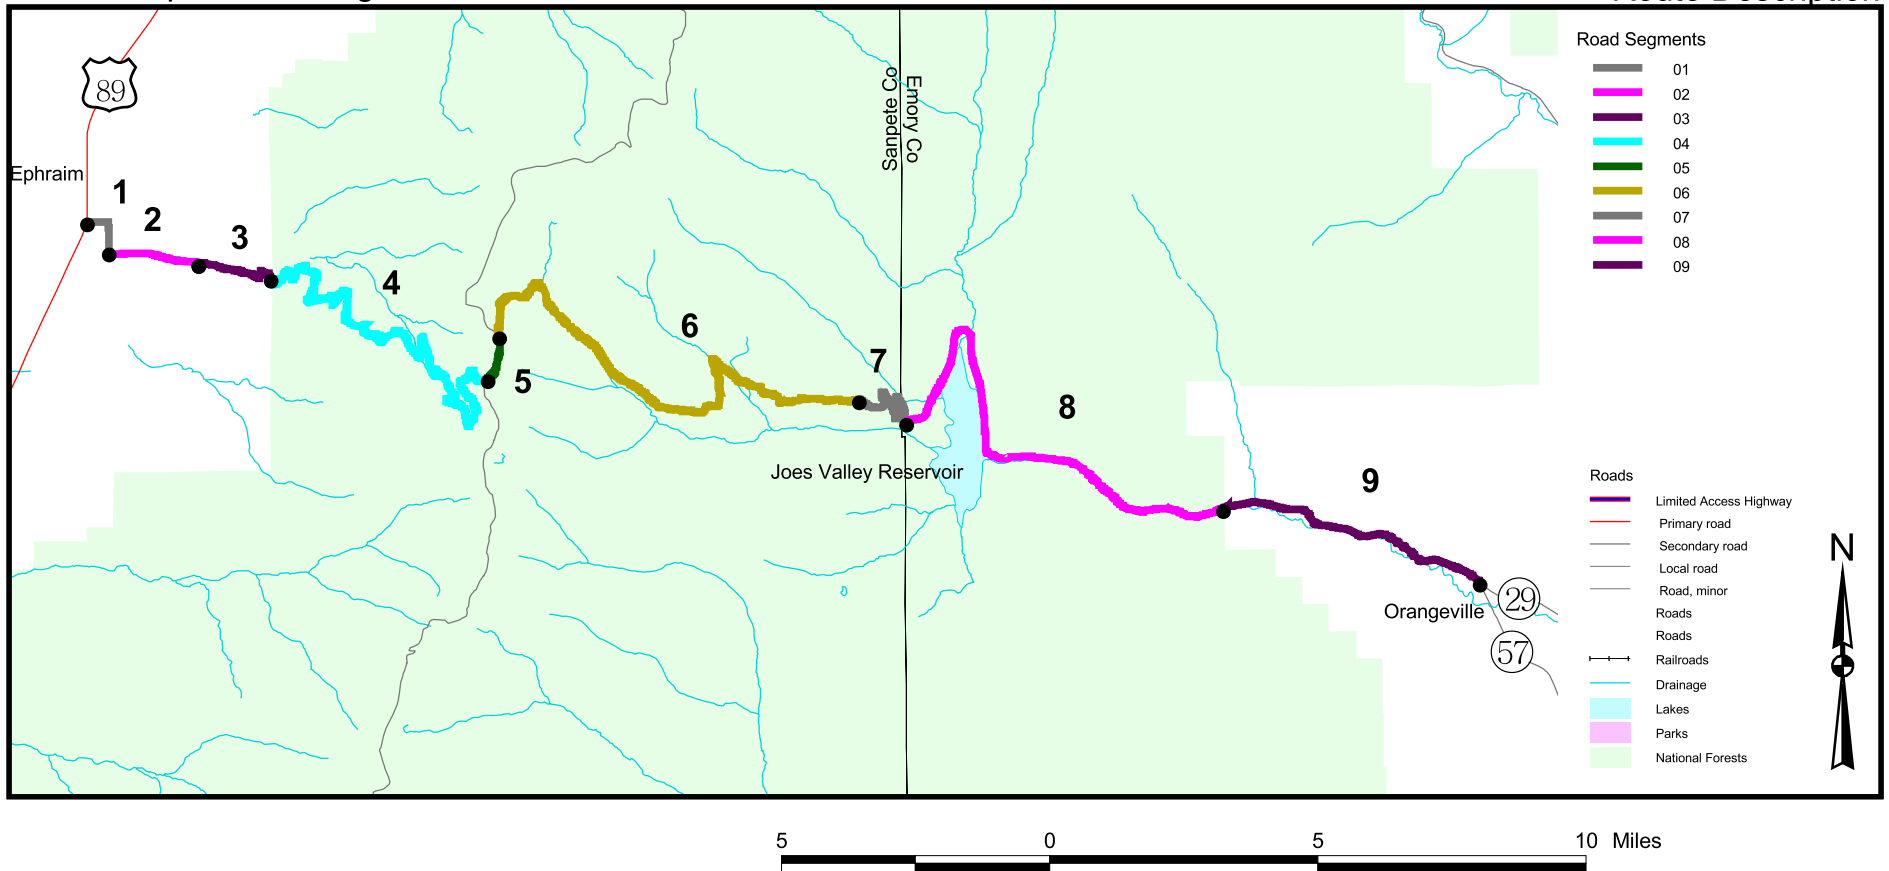 89
Ephraim
1
2
3
4
5
6
7
8
9
Sanpete Co
Emory Co
Joes Valley Reservoir
Orangeville
29
57
Road Segments
01
02
03
04
05
06
07
08
09
Roads
Limited Access Highway
Primary road
Secondary road
Local road
Road, minor
Roads
Roads
Railroads
Drainage
Lakes
Parks
National Forests
N
5 0 5 10 Miles